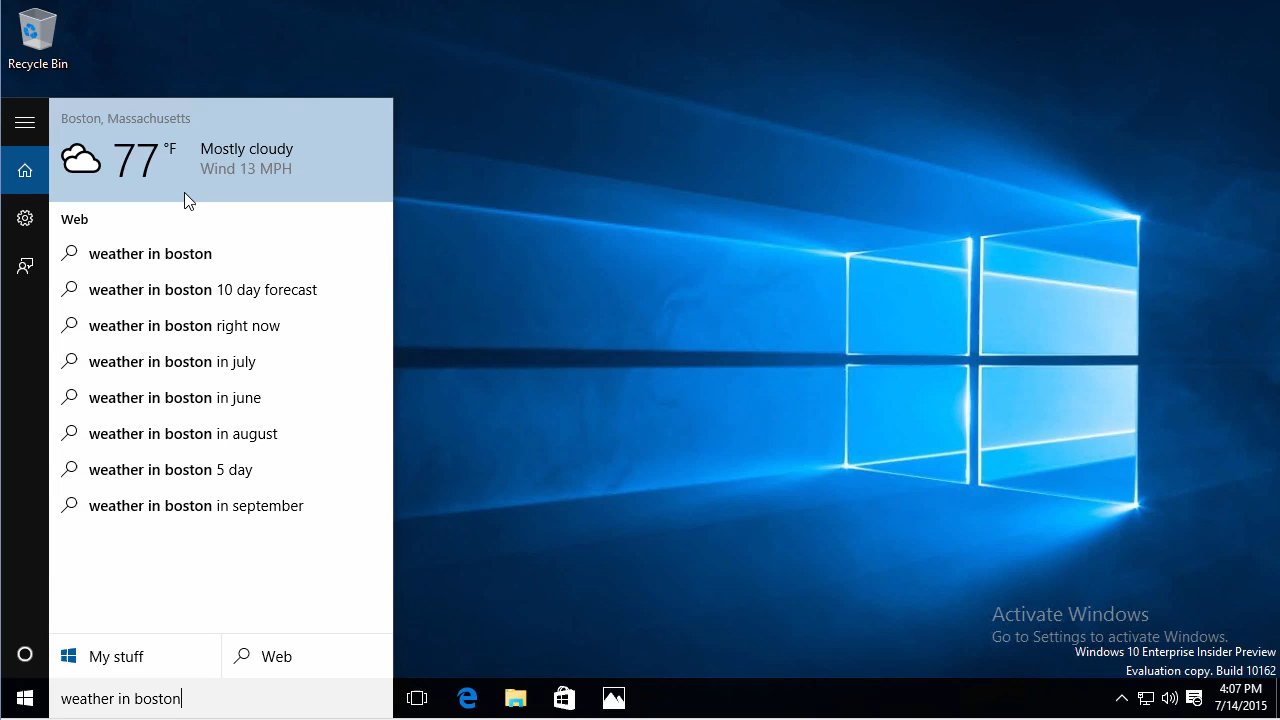 Recycle Bin
Boston, Massachusetts
77 °F
Mostly cloudy
Wind 13 MPH
Web
weather in boston
weather in boston 10 day forecast
weather in boston right now
weather in boston in july
weather in boston in june
weather in boston in august
weather in boston 5 day
weather in boston in september
My stuff
Web
weather in boston
Activate Windows
Go to Settings to activate Windows.
Windows 10 Enterprise Insider Preview
Evaluation copy. Build 10162
4:07 PM
7/14/2015